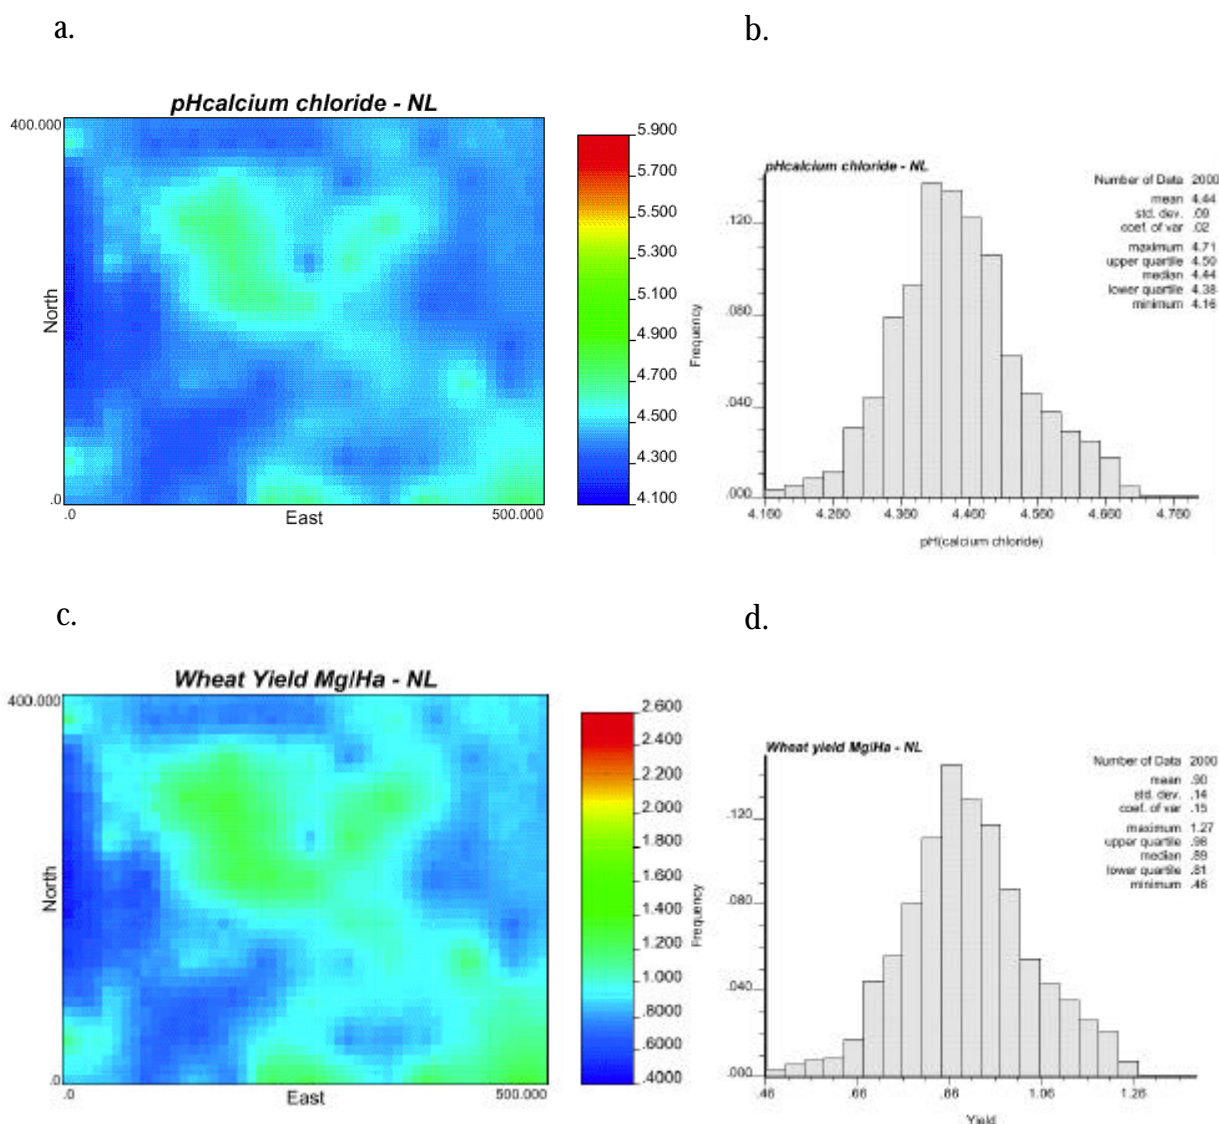 a.
pHcalcium chloride - NL
400.000
North
.0
.0
East
500.000
5.900
5.700
5.500
5.300
5.100
4.900
4.700
4.500
4.300
4.100
b.
pHcalcium chloride - NL
Number of Data 2000
mean 4.44
std. dev. .09
coef. of var .02
maximum 4.71
upper quartile 4.50
median 4.44
lower quartile 4.38
minimum 4.16
Frequency
.120
.080
.040
.000
4.160 4.260 4.360 4.460 4.560 4.660 4.760
pH(calcium chloride)
c.
Wheat Yield Mg/Ha - NL
400.000
North
.0
.0
East
500.000
2.600
2.400
2.200
2.000
1.800
1.600
1.400
1.200
1.000
.8000
.6000
.4000
d.
Wheat yield Mg/Ha - NL
Number of Data 2000
mean .90
std. dev. .14
coef. of var .15
maximum 1.27
upper quartile .98
median .89
lower quartile .81
minimum .46
Frequency
.120
.080
.040
.000
.46 .66 .86 1.06 1.26
Yield